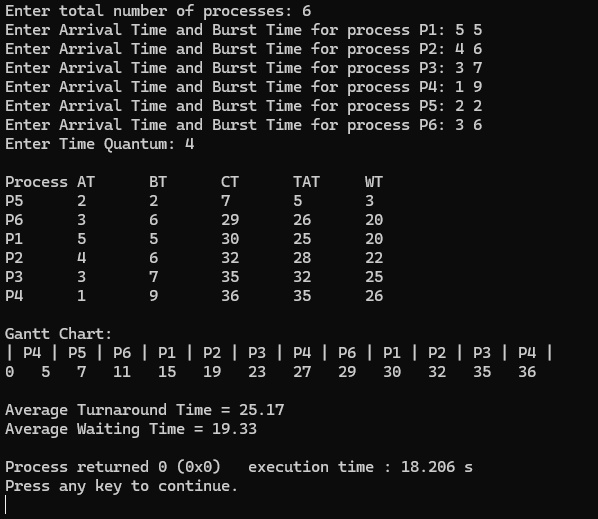 Enter total number of processes: 6
Enter Arrival Time and Burst Time for process P1: 5 5
Enter Arrival Time and Burst Time for process P2: 4 6
Enter Arrival Time and Burst Time for process P3: 3 7
Enter Arrival Time and Burst Time for process P4: 1 9
Enter Arrival Time and Burst Time for process P5: 2 2
Enter Arrival Time and Burst Time for process P6: 3 6
Enter Time Quantum: 4

Process AT      BT      CT      TAT     WT
P5      2       2       7       5       3
P6      3       6       29      26      20
P1      5       5       30      25      20
P2      4       6       32      28      22
P3      3       7       35      32      25
P4      1       9       36      35      26

Gantt Chart:
| P4 | P5 | P6 | P1 | P2 | P3 | P4 | P6 | P1 | P2 | P3 | P4 |
0   5   7   11   15   19   23   27   29   30   32   35   36

Average Turnaround Time = 25.17
Average Waiting Time = 19.33

Process returned 0 (0x0)   execution time : 18.206 s
Press any key to continue.